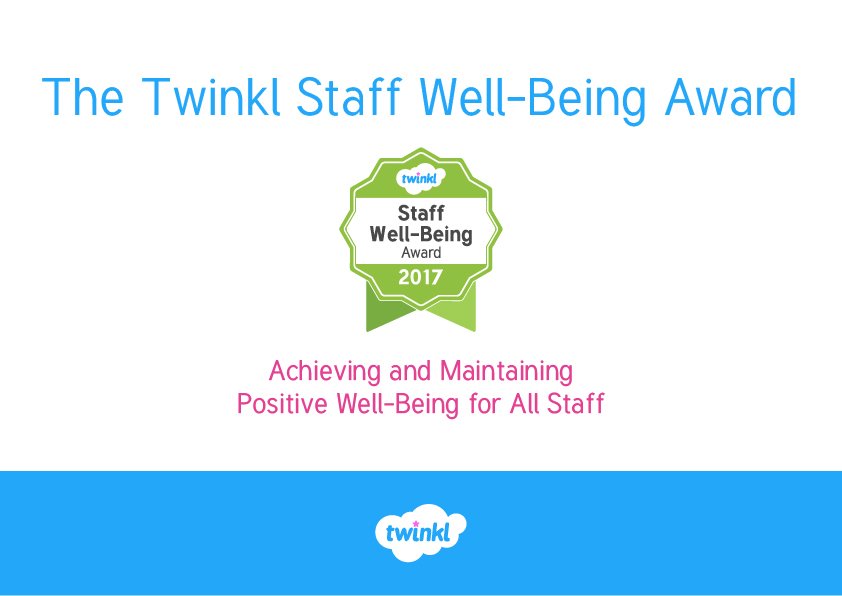 The Twinkl Staff Well-Being Award
twinkl
Staff
Well-Being
Award
2017
Achieving and Maintaining
Positive Well-Being for All Staff
twinkl